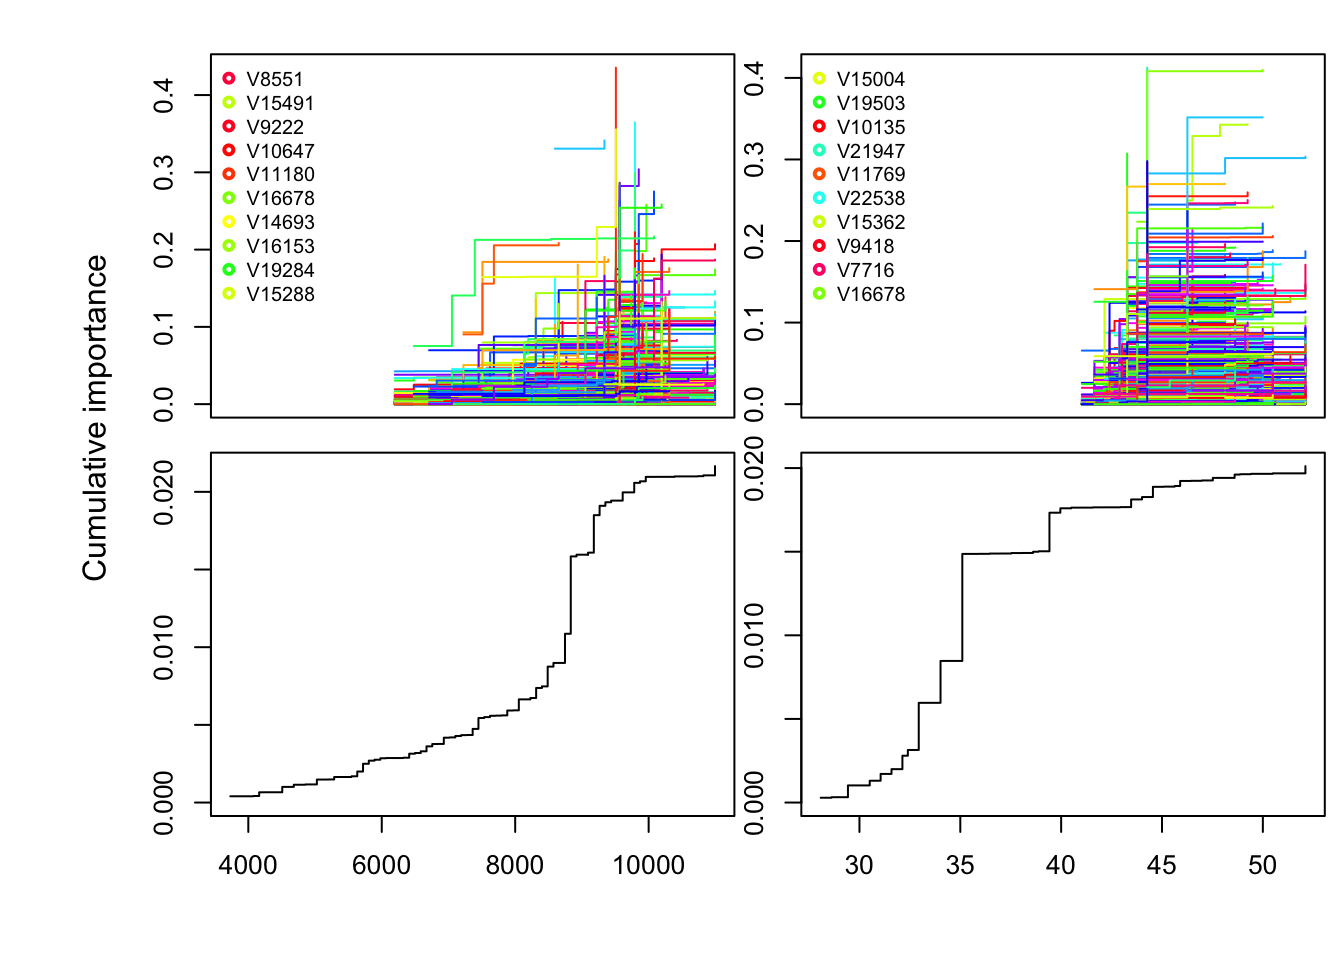 Cumulative importance
0.4
0.3
0.2
0.1
0.0
V8551
V15491
V9222
V10647
V11180
V16678
V14693
V16153
V19284
V15288
0.4
0.3
0.2
0.1
0.0
V15004
V19503
V10135
V21947
V11769
V22538
V15362
V9418
V7716
V16678
0.020
0.010
0.000
4000 6000 8000 10000
0.020
0.010
0.000
30 35 40 45 50